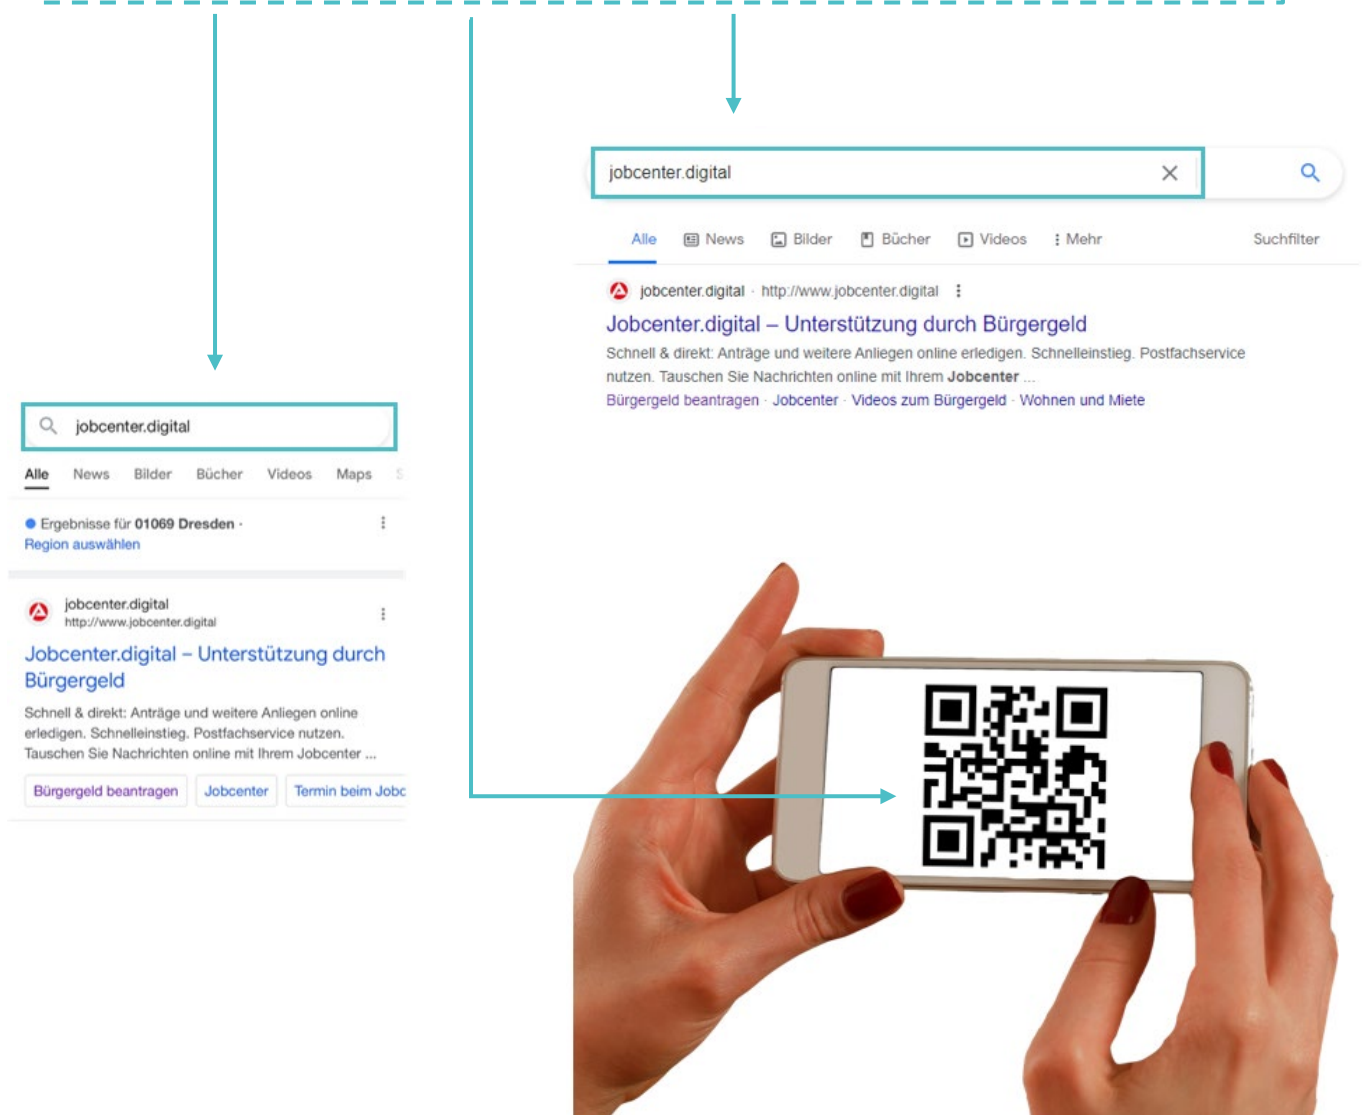 jobcenter.digital
Alle News Bilder Bücher Videos Mehr Suchfilter
jobcenter.digital · http://www.jobcenter.digital
Jobcenter.digital – Unterstützung durch Bürgergeld
Schnell & direkt: Anträge und weitere Anliegen online erledigen. Schnelleinstieg. Postfachservice
nutzen. Tauschen Sie Nachrichten online mit Ihrem Jobcenter ...
Bürgergeld beantragen · Jobcenter · Videos zum Bürgergeld · Wohnen und Miete
jobcenter.digital
Alle News Bilder Bücher Videos Maps S
Ergebnisse für 01069 Dresden ·
Region auswählen
jobcenter.digital
http://www.jobcenter.digital
Jobcenter.digital – Unterstützung durch
Bürgergeld
Schnell & direkt: Anträge und weitere Anliegen online
erledigen. Schnelleinstieg. Postfachservice nutzen.
Tauschen Sie Nachrichten online mit Ihrem Jobcenter ...
Bürgergeld beantragen Jobcenter Termin beim Jobc